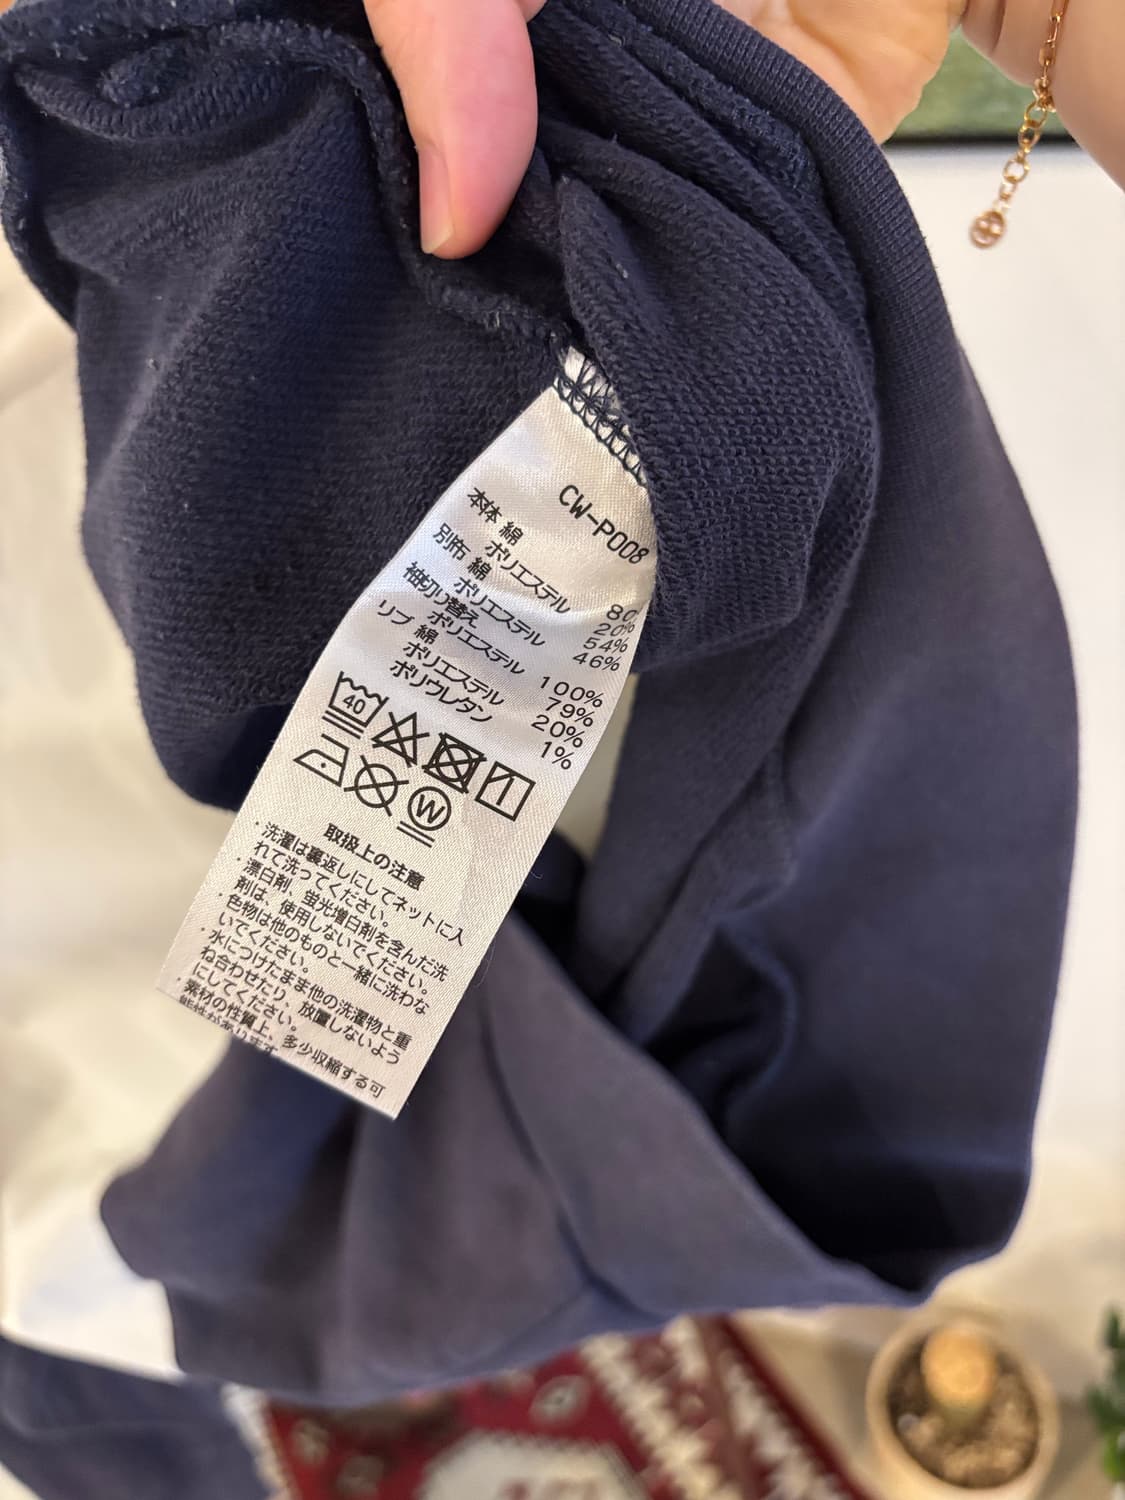 CW-P008
本体 綿 80
ポリエステル 20%
別布 綿 54%
ポリエステル 46%
袖切り替え
ポリエステル 100%
リブ 綿 79%
ポリエステル 20%
ポリウレタン 1%
40
W
取扱上の注意
・洗濯は裏返しにしてネットに入
れて洗ってください。
・漂白剤、蛍光増白剤を含んだ洗
剤は、使用しないでください。
・色物は他のものと一緒に洗わな
いでください。
・水につけたまま他の洗濯物と重
ね合わせたり、放置しないよう
にしてください。
・素材の性質上、多少収縮する可
能性があります